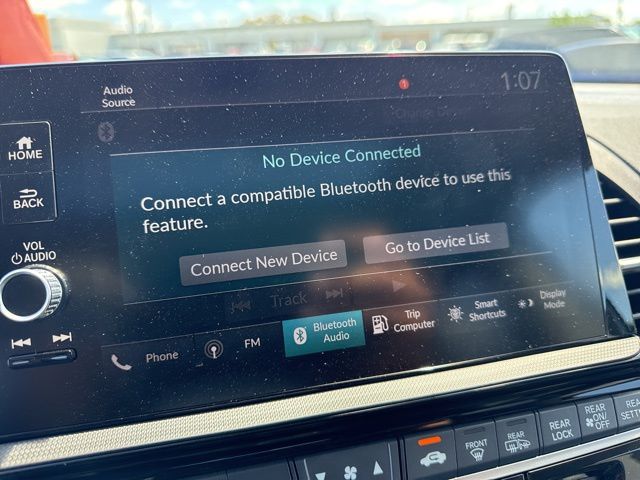 Audio
Source
1
1:07
HOME
BACK
VOL
AUDIO
No Device Connected
Connect a compatible Bluetooth device to use this
feature.
Connect New Device
Go to Device List
Track
Phone
FM
Bluetooth
Audio
Trip
Computer
Smart
Shortcuts
Display
Mode
FRONT
REAR
REAR
LOCK
REAR
ON/
OFF